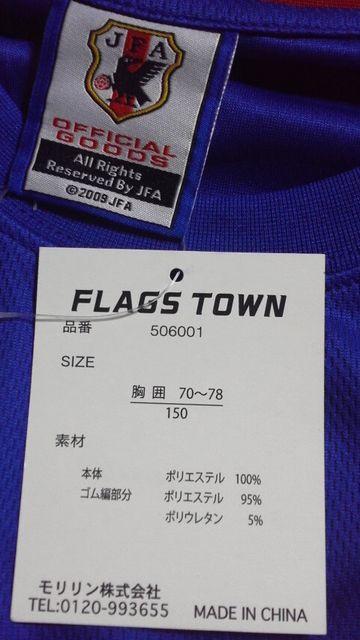 JFA
OFFICIAL
GOODS
All Rights
Reserved By JFA
©2009 JFA
FLAGS TOWN
品番 506001
SIZE
胸囲 70～78
150
素材
本体 ポリエステル 100%
ゴム編部分 ポリエステル 95%
ポリウレタン 5%
モリリン株式会社
TEL:0120-993655 MADE IN CHINA